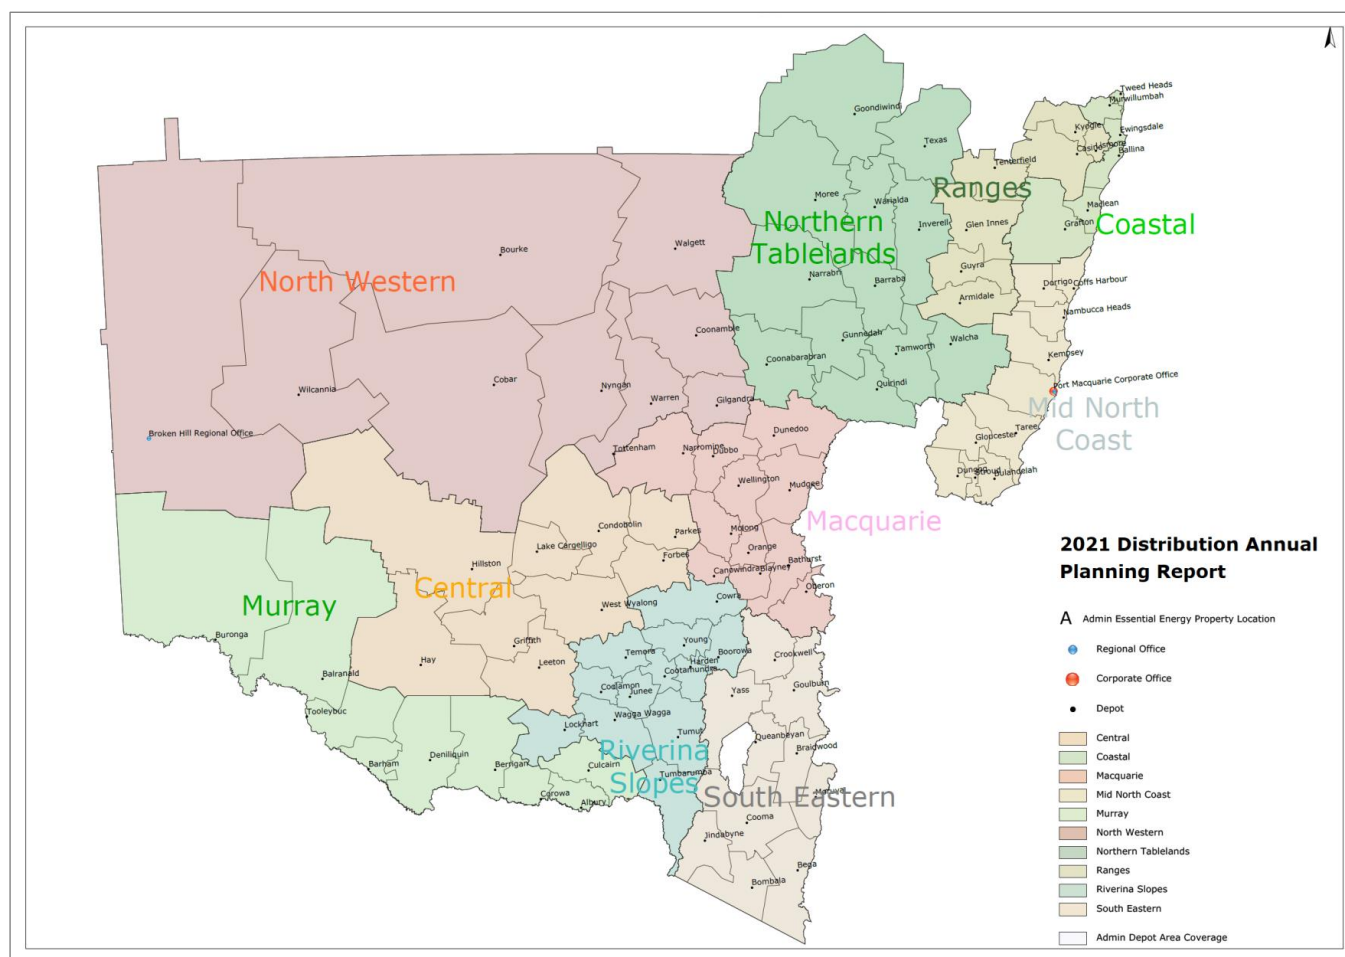 Tweed Heads
Murwillumbah
Goondiwindi
Kyogle
Ewingsdale
Texas
Casino
Lismore
Ballina
Tenterfield
Ranges
Moree
Warialda
Maclean
Northern
Tablelands
Inverell
Glen Innes
Grafton
Coastal
Walgett
Bourke
North Western
Narrabri
Barraba
Guyra
Dorrigo
Coffs Harbour
Armidale
Nambucca Heads
Coonamble
Gunnedah
Tamworth
Walcha
Coonabarabran
Kempsey
Wilcannia
Cobar
Nyngan
Warren
Gilgandra
Quirindi
Port Macquarie Corporate Office
Mid North
Coast
Broken Hill Regional Office
Dunedoo
Taree
Gloucester
Tottenham
Narromine
Dubbo
Dungog
Stroud
Bulahdelah
Wellington
Mudgee
Macquarie
Condobolin
Parkes
Molong
Lake Cargelligo
Forbes
Orange
Bathurst
Hillston
Canowindra
Blayney
Oberon
Central
Murray
West Wyalong
Cowra
Buronga
Griffith
Young
Temora
Harden
Boorowa
Crookwell
Hay
Leeton
Cootamundra
Balranald
Coolamon
Junee
Yass
Goulburn
Tooleybuc
Lockhart
Wagga Wagga
Tumut
Queanbeyan
Braidwood
Deniliquin
Riverina
Slopes
Barham
Berrigan
Culcairn
Tumbarumba
Corowa
Albury
South Eastern
Moruya
Cooma
Jindabyne
Bega
Bombala
2021 Distribution Annual
Planning Report
A Admin Essential Energy Property Location
Regional Office
Corporate Office
Depot
Central
Coastal
Macquarie
Mid North Coast
Murray
North Western
Northern Tablelands
Ranges
Riverina Slopes
South Eastern
Admin Depot Area Coverage